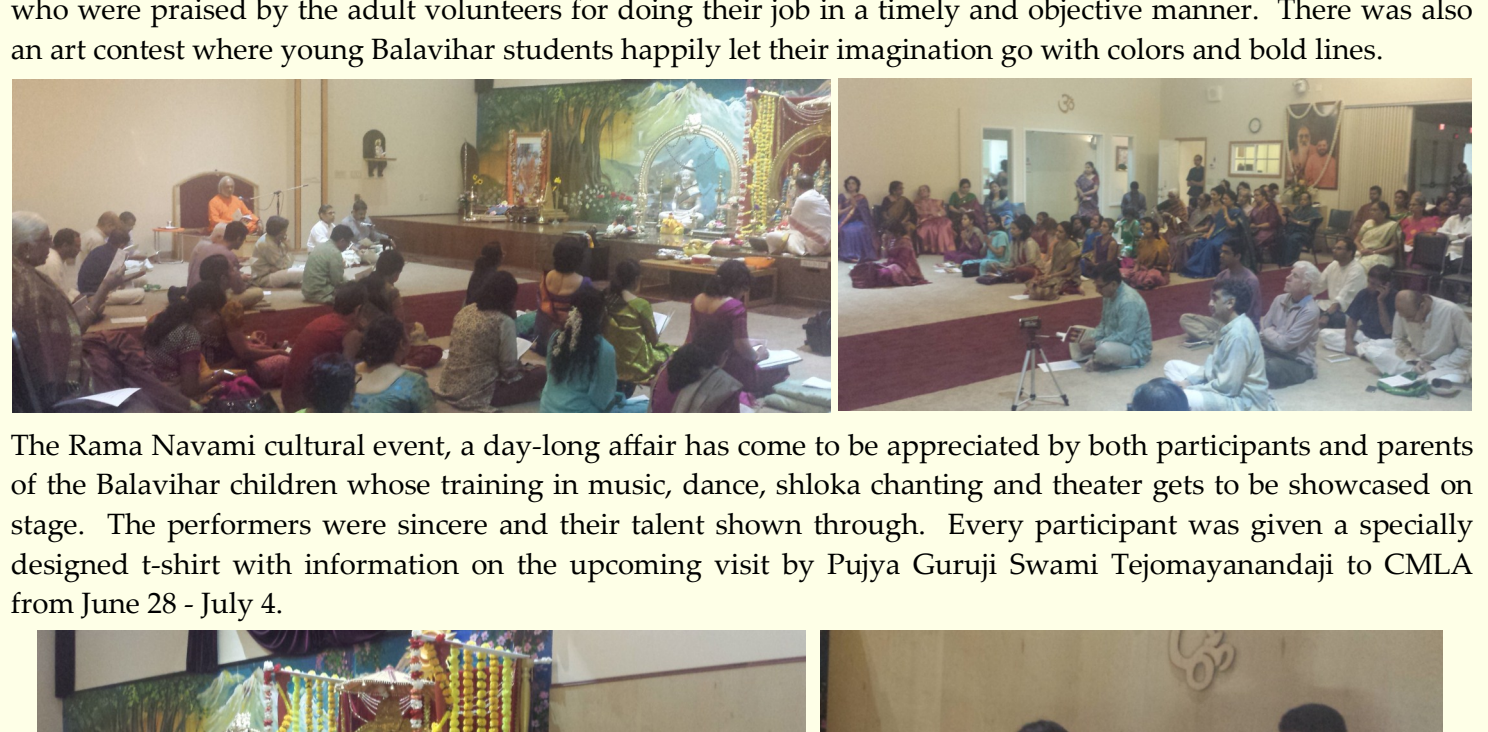 who were praised by the adult volunteers for doing their job in a timely and objective manner.  There was also
an art contest where young Balavihar students happily let their imagination go with colors and bold lines.
The Rama Navami cultural event, a day-long affair has come to be appreciated by both participants and parents
of the Balavihar children whose training in music, dance, shloka chanting and theater gets to be showcased on
stage.  The performers were sincere and their talent shown through.  Every participant was given a specially
designed t-shirt with information on the upcoming visit by Pujya Guruji Swami Tejomayanandaji to CMLA
from June 28 - July 4.